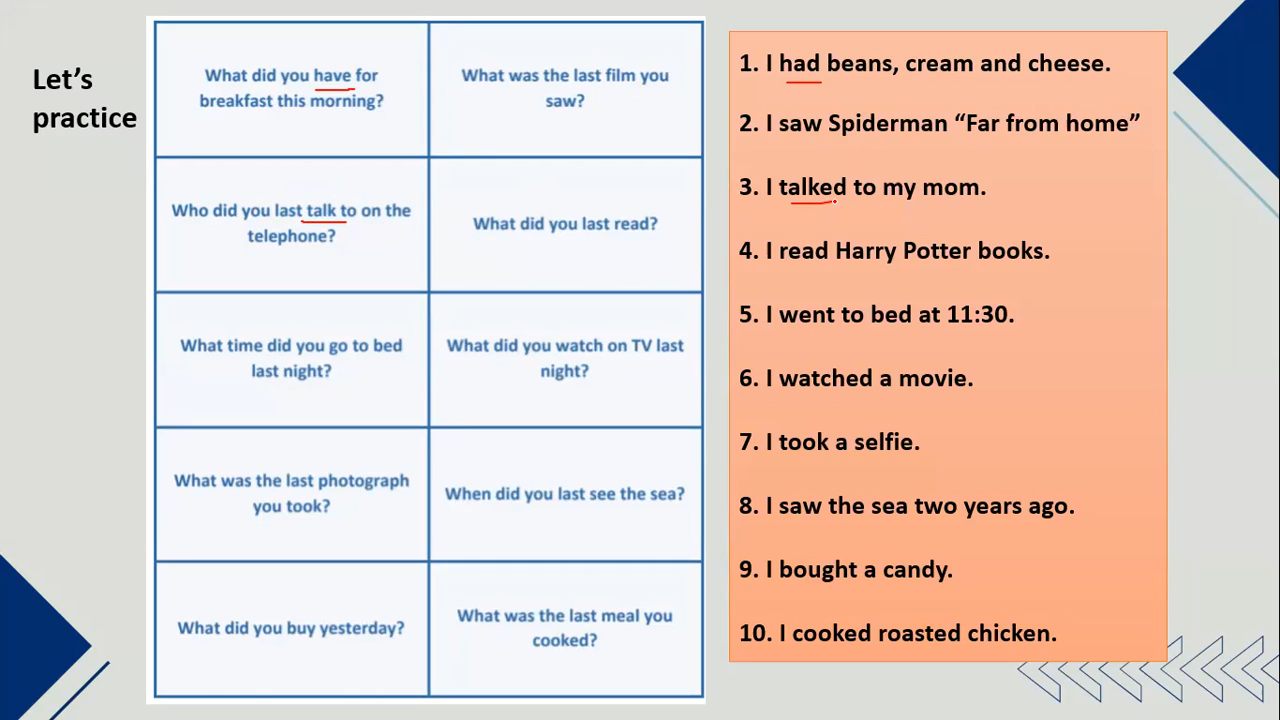 Let's
practice
What did you have for
breakfast this morning?
What was the last film you
saw?
Who did you last talk to on the
telephone?
What did you last read?
What time did you go to bed
last night?
What did you watch on TV last
night?
What was the last photograph
you took?
When did you last see the sea?
What did you buy yesterday?
What was the last meal you
cooked?
1. I had beans, cream and cheese.
2. I saw Spiderman “Far from home”
3. I talked to my mom.
4. I read Harry Potter books.
5. I went to bed at 11:30.
6. I watched a movie.
7. I took a selfie.
8. I saw the sea two years ago.
9. I bought a candy.
10. I cooked roasted chicken.